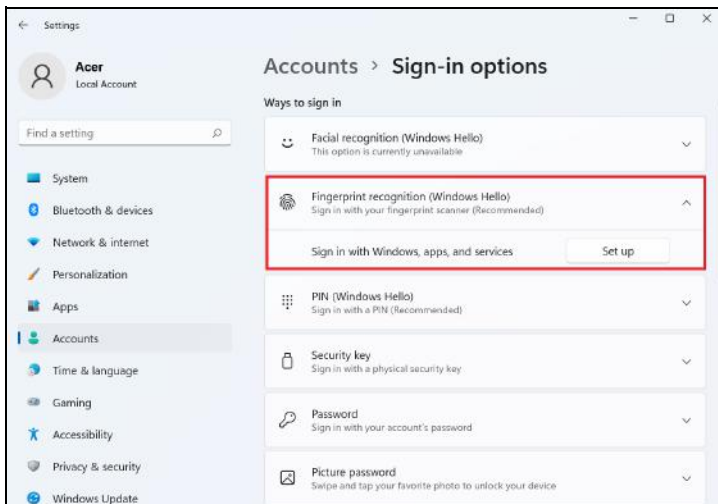 Settings
Acer
Local Account
Find a setting
System
Bluetooth & devices
Network & internet
Personalization
Apps
Accounts
Time & language
Gaming
Accessibility
Privacy & security
Windows Update
Accounts > Sign-in options
Ways to sign in
Facial recognition (Windows Hello)
This option is currently unavailable
Fingerprint recognition (Windows Hello)
Sign in with your fingerprint scanner (Recommended)
Sign in with Windows, apps, and services
Set up
PIN (Windows Hello)
Sign in with a PIN (Recommended)
Security key
Sign in with a physical security key
Password
Sign in with your account's password
Picture password
Swipe and tap your favorite photo to unlock your device